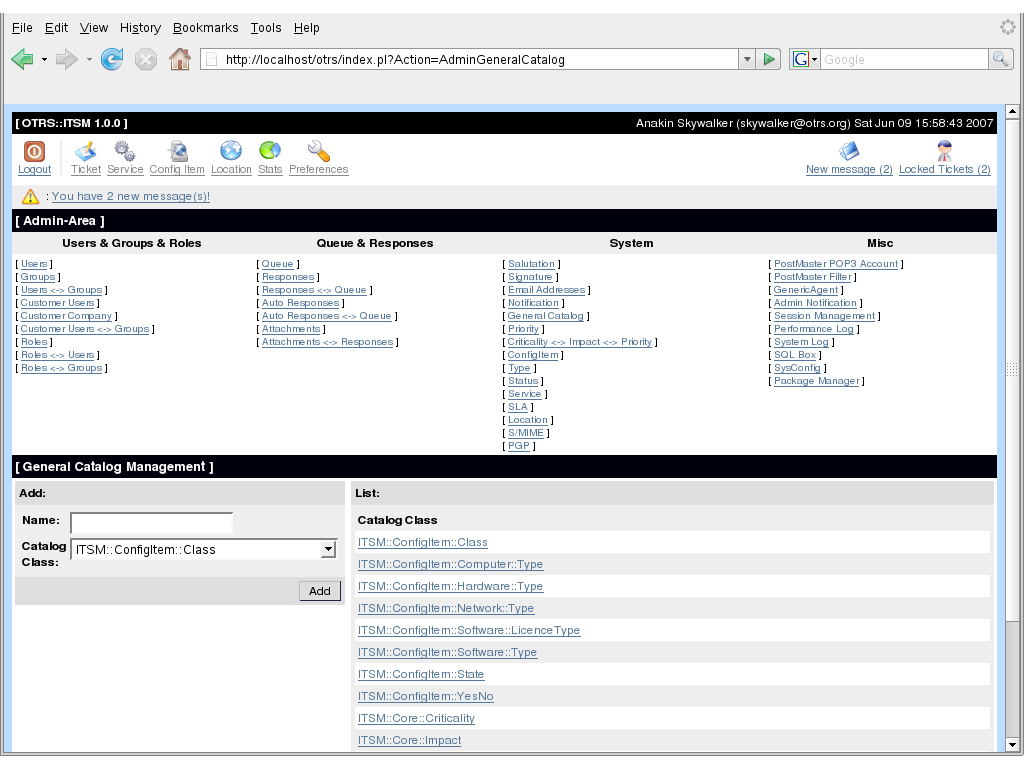 File Edit View History Bookmarks Tools Help
http://localhost/otrs/index.pl?Action=AdminGeneralCatalog
G Google
[ OTRS::ITSM 1.0.0 ] Anakin Skywalker (skywalker@otrs.org) Sat Jun 09 15:58:43 2007
Logout Ticket Service Config Item Location Stats Preferences New message (2) Locked Tickets (2)
: You have 2 new message(s)!
[ Admin-Area ]
Users & Groups & Roles Queue & Responses System Misc
[ Users ] [ Queue ] [ Salutation ] [ PostMaster POP3 Account ]
[ Groups ] [ Responses ] [ Signature ] [ PostMaster Filter ]
[ Users <-> Groups ] [ Responses <-> Queue ] [ Email Addresses ] [ GenericAgent ]
[ Customer Users ] [ Auto Responses ] [ Notification ] [ Admin Notification ]
[ Customer Company ] [ Auto Responses <-> Queue ] [ General Catalog ] [ Session Management ]
[ Customer Users <-> Groups ] [ Attachments ] [ Priority ] [ Performance Log ]
[ Roles ] [ Attachments <-> Responses ] [ Criticality <-> Impact <-> Priority ] [ System Log ]
[ Roles <-> Users ] [ ConfigItem ] [ SQL Box ]
[ Roles <-> Groups ] [ Type ] [ SysConfig ]
[ Status ] [ Package Manager ]
[ Service ]
[ SLA ]
[ Location ]
[ S/MIME ]
[ PGP ]
[ General Catalog Management ]
Add: List:
Name: Catalog Class
Catalog Class: ITSM::ConfigItem::Class
Add
ITSM::ConfigItem::Class
ITSM::ConfigItem::Computer::Type
ITSM::ConfigItem::Hardware::Type
ITSM::ConfigItem::Network::Type
ITSM::ConfigItem::Software::LicenceType
ITSM::ConfigItem::Software::Type
ITSM::ConfigItem::State
ITSM::ConfigItem::YesNo
ITSM::Core::Criticality
ITSM::Core::Impact